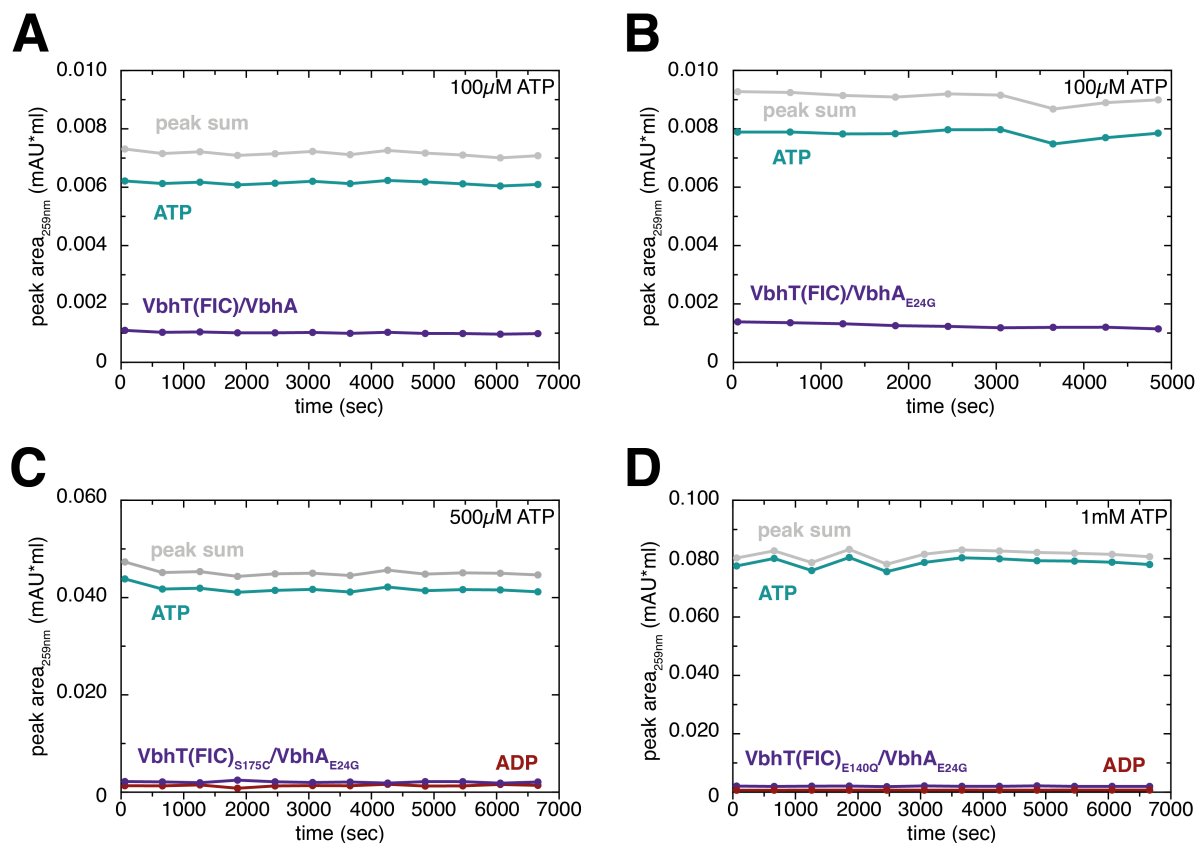 A
0.010
0.008
0.006
0.004
0.002
0
peak area259nm (mAU*ml)
100µM ATP
peak sum
ATP
VbhT(FIC)/VbhA
0 1000 2000 3000 4000 5000 6000 7000
time (sec)
B
0.010
0.008
0.006
0.004
0.002
0
peak area259nm (mAU*ml)
100µM ATP
peak sum
ATP
VbhT(FIC)/VbhAE24G
0 1000 2000 3000 4000 5000
time (sec)
C
0.060
0.040
0.020
0
peak area259nm (mAU*ml)
500µM ATP
peak sum
ATP
VbhT(FIC)S175C/VbhAE24G
ADP
0 1000 2000 3000 4000 5000 6000 7000
time (sec)
D
0.100
0.080
0.060
0.040
0.020
0
peak area259nm (mAU*ml)
1mM ATP
peak sum
ATP
VbhT(FIC)E140Q/VbhAE24G
ADP
0 1000 2000 3000 4000 5000 6000 7000
time (sec)